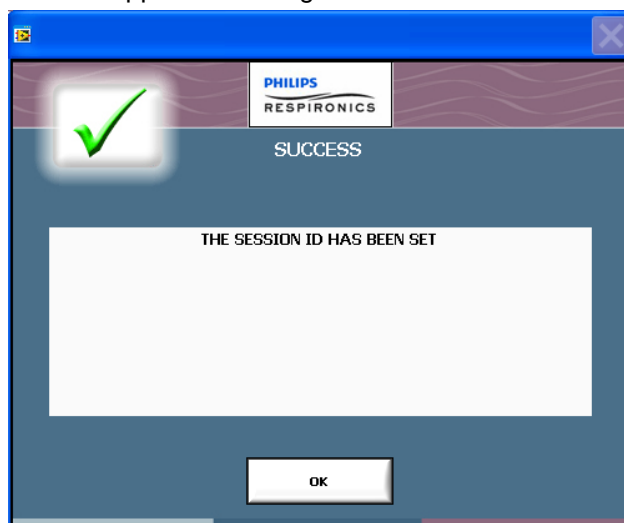 PHILIPS
RESPIRONICS
SUCCESS
THE SESSION ID HAS BEEN SET
OK